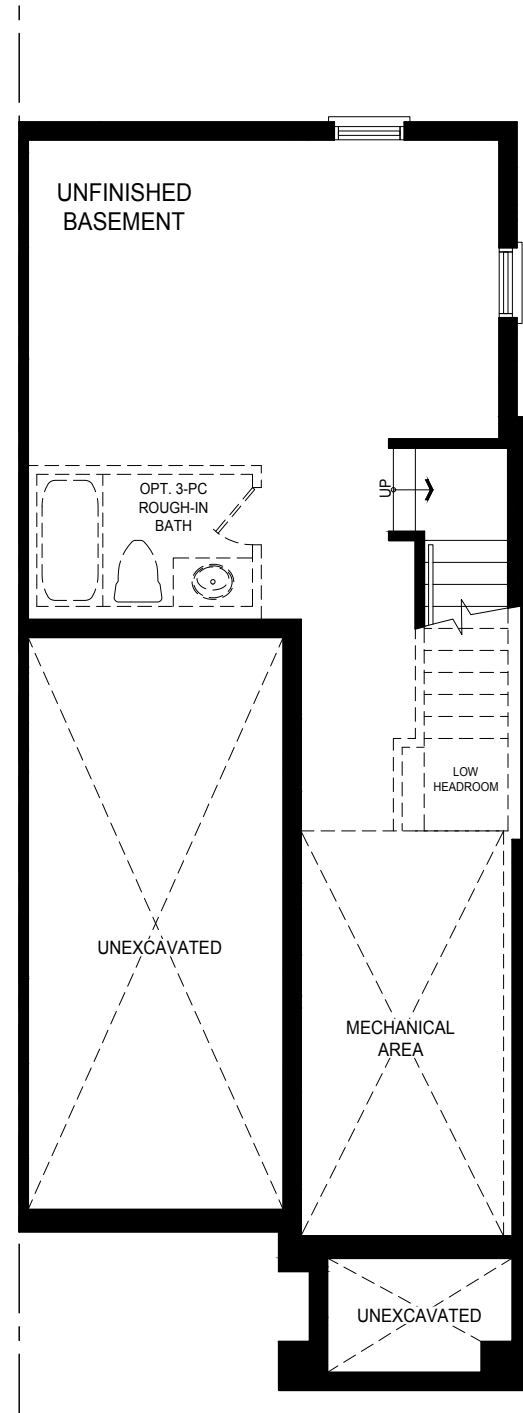 UNFINISHED
BASEMENT
OPT. 3-PC
ROUGH-IN
BATH
UP
LOW
HEADROOM
UNEXCAVATED
MECHANICAL
AREA
UNEXCAVATED